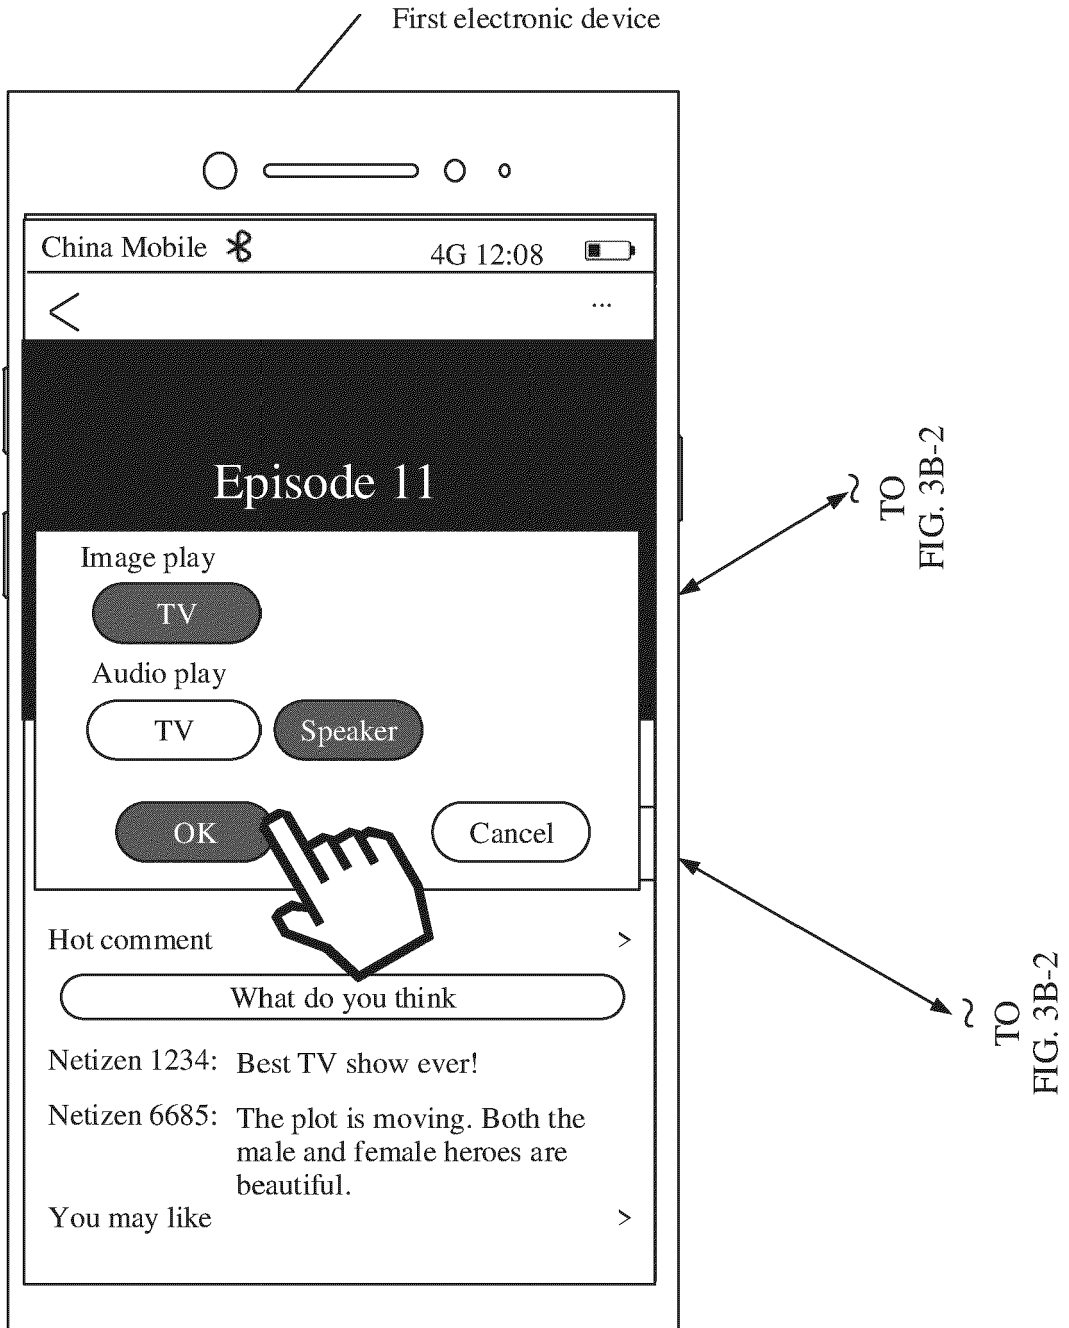 First electronic device
China Mobile 4G 12:08
...
Episode 11
Image play
TV
Audio play
TV Speaker
OK Cancel
Hot comment >
What do you think
Netizen 1234: Best TV show ever!
Netizen 6685: The plot is moving. Both the
male and female heroes are
beautiful.
You may like >
TO
FIG. 3B-2
TO
FIG. 3B-2